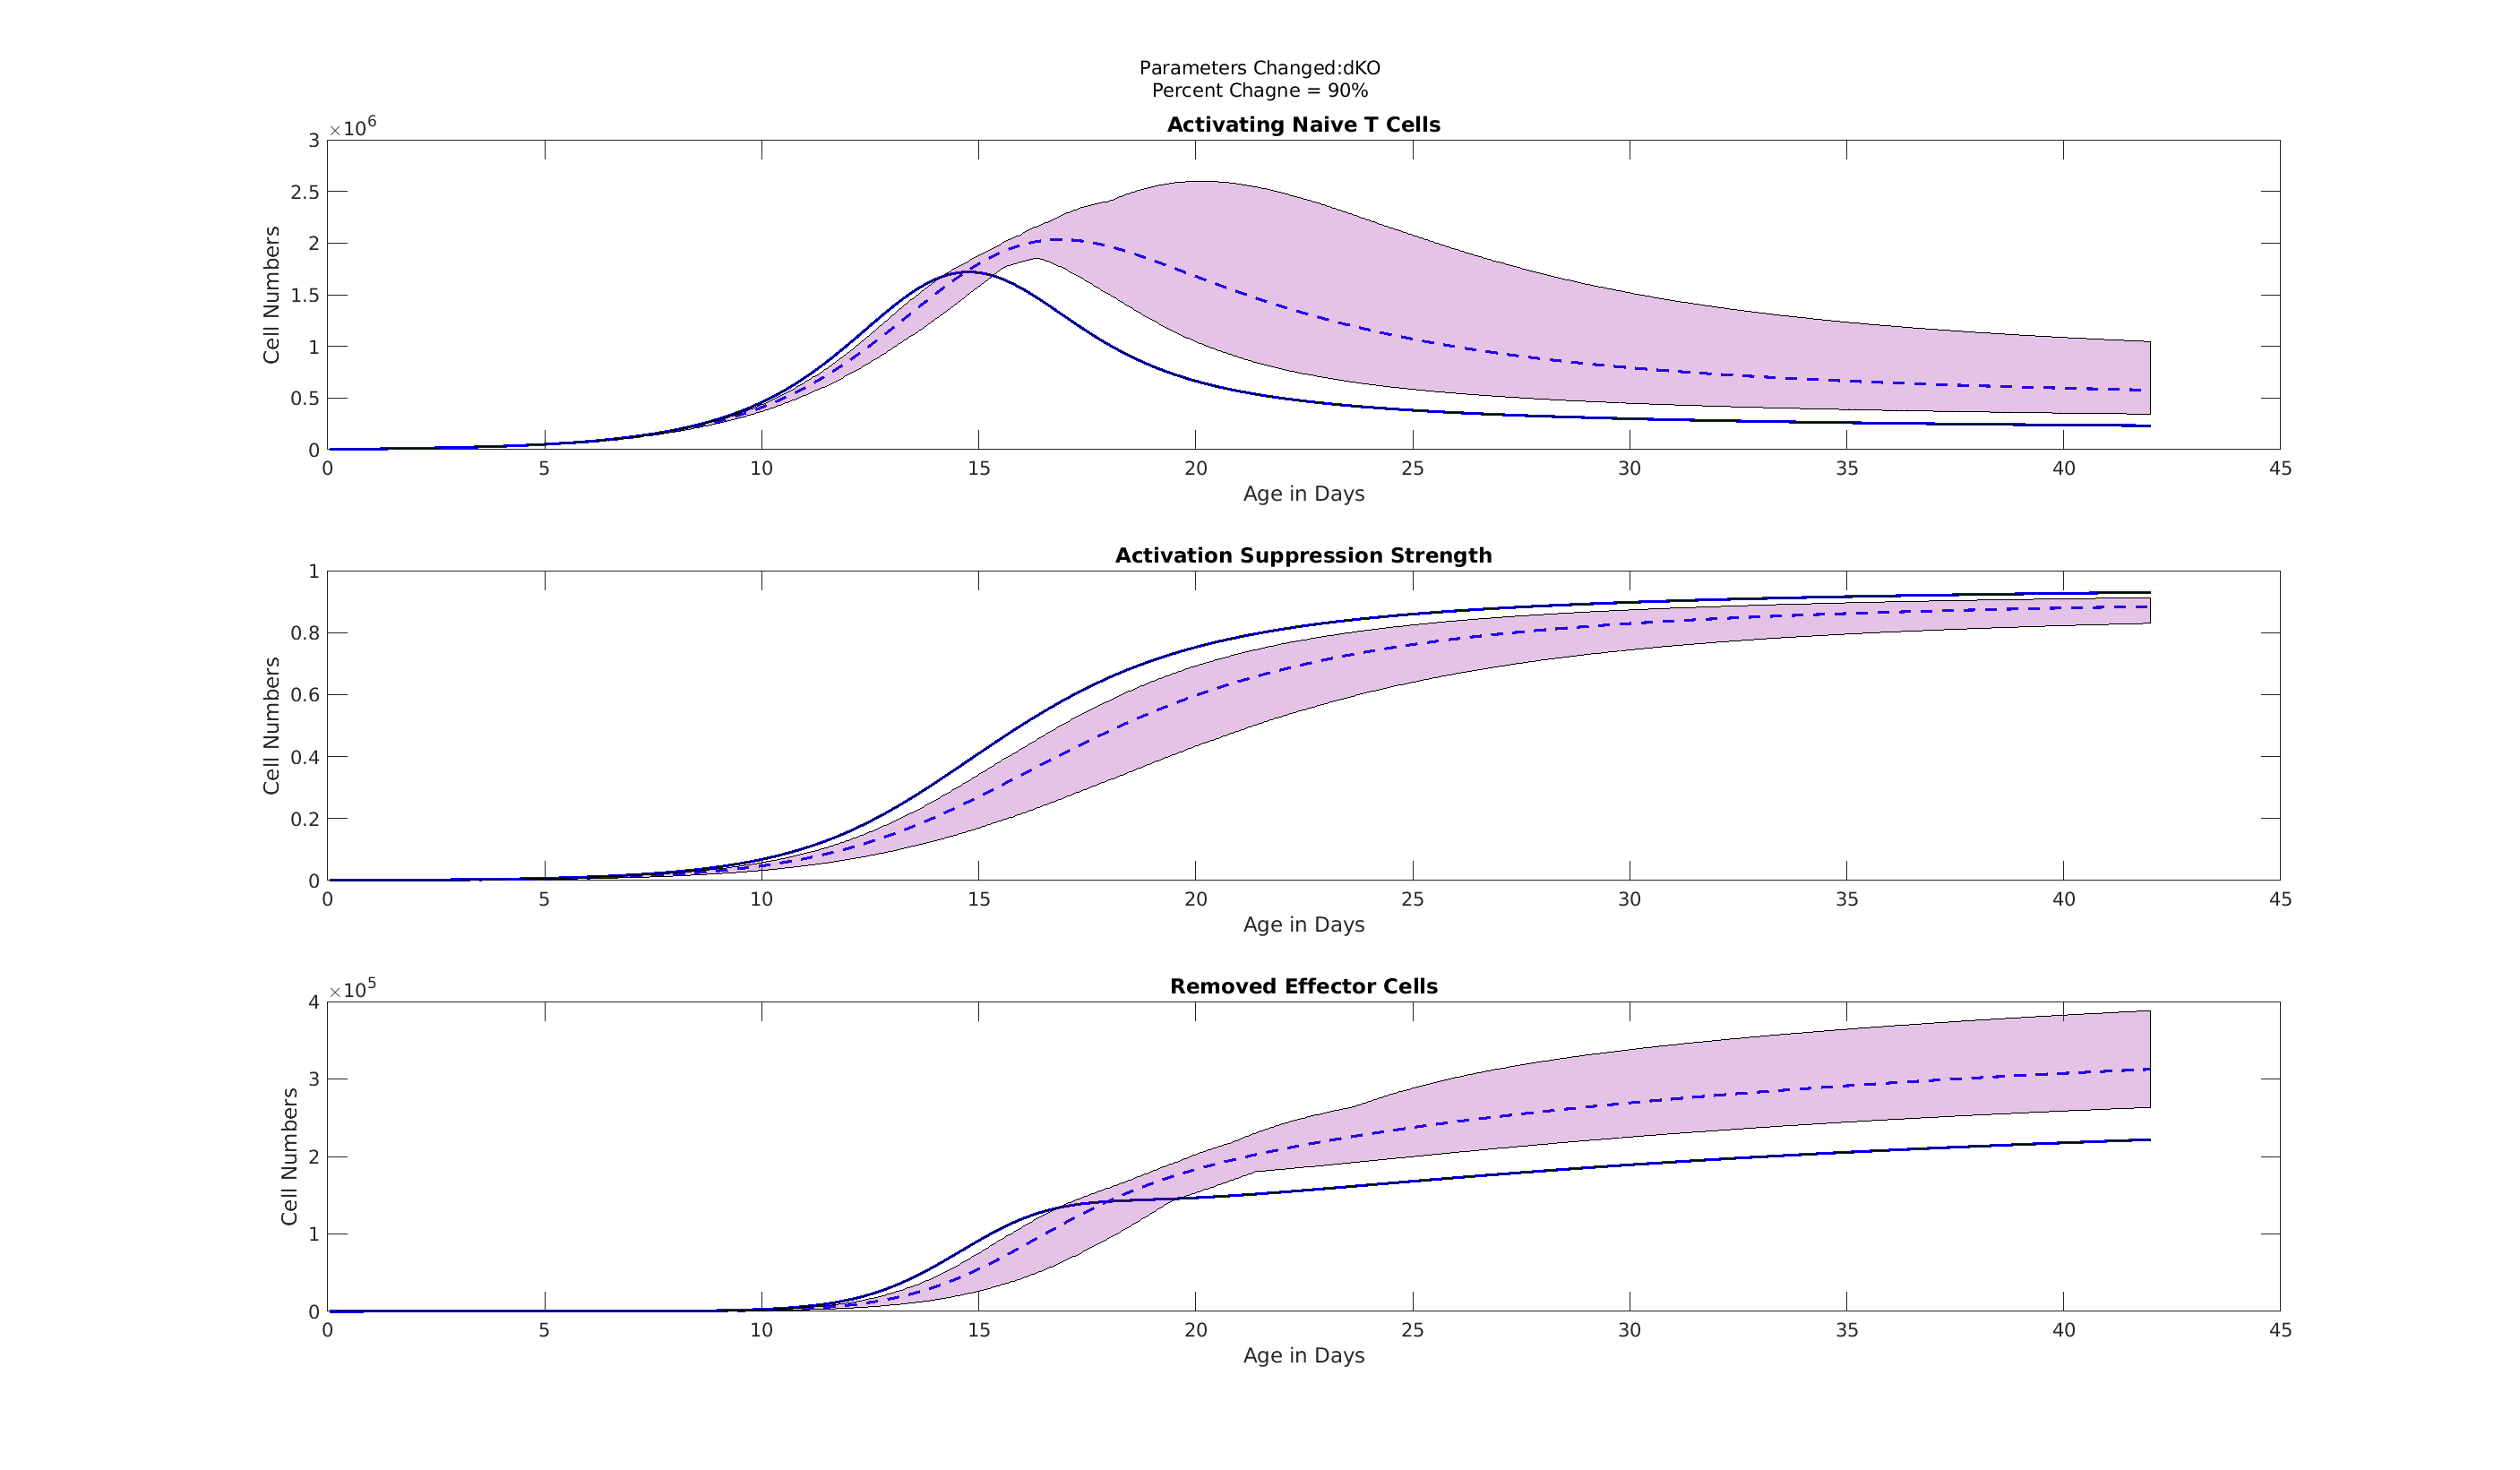 Parameters Changed:dKO
Percent Chagne = 90%
Activating Naive T Cells
×10^6
3
2.5
2
1.5
1
0.5
0
Cell Numbers
0 5 10 15 20 25 30 35 40 45
Age in Days
Activation Suppression Strength
1
0.8
0.6
0.4
0.2
0
Cell Numbers
0 5 10 15 20 25 30 35 40 45
Age in Days
Removed Effector Cells
×10^5
4
3
2
1
0
Cell Numbers
0 5 10 15 20 25 30 35 40 45
Age in Days